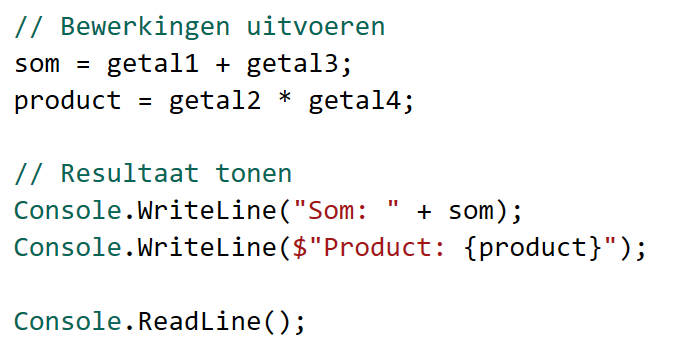 // Bewerkingen uitvoeren
som = getal1 + getal3;
product = getal2 * getal4;
// Resultaat tonen
Console.WriteLine("Som: " + som);
Console.WriteLine($"Product: {product}");
Console.ReadLine();